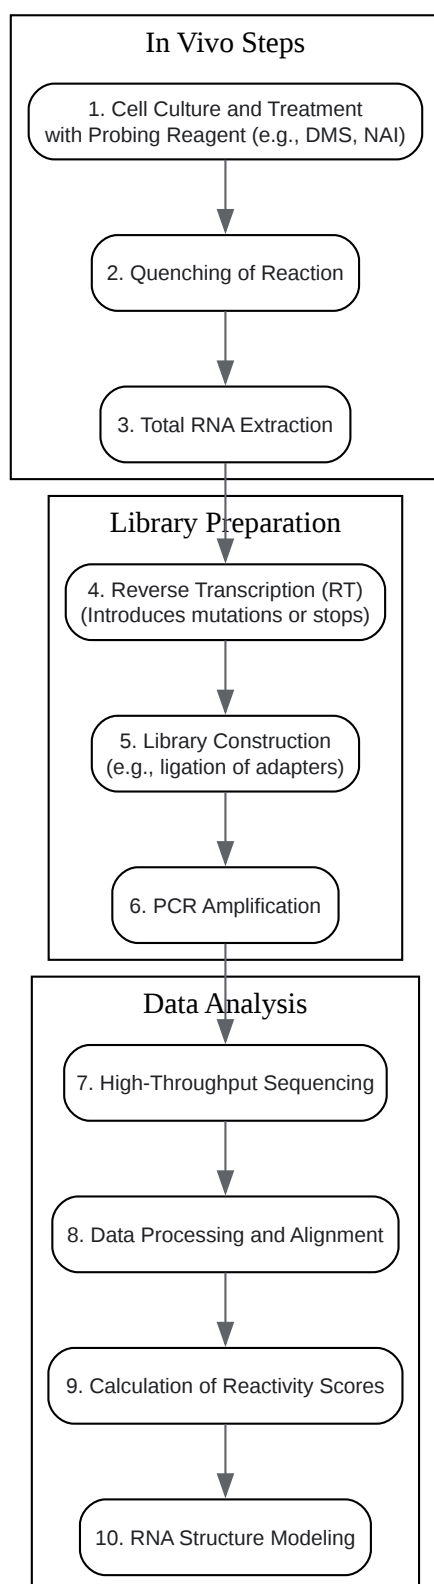 In Vivo Steps
1. Cell Culture and Treatment
with Probing Reagent (e.g., DMS, NAI)
2. Quenching of Reaction
3. Total RNA Extraction
Library Preparation
4. Reverse Transcription (RT)
(Introduces mutations or stops)
5. Library Construction
(e.g., ligation of adapters)
6. PCR Amplification
Data Analysis
7. High-Throughput Sequencing
8. Data Processing and Alignment
9. Calculation of Reactivity Scores
10. RNA Structure Modeling